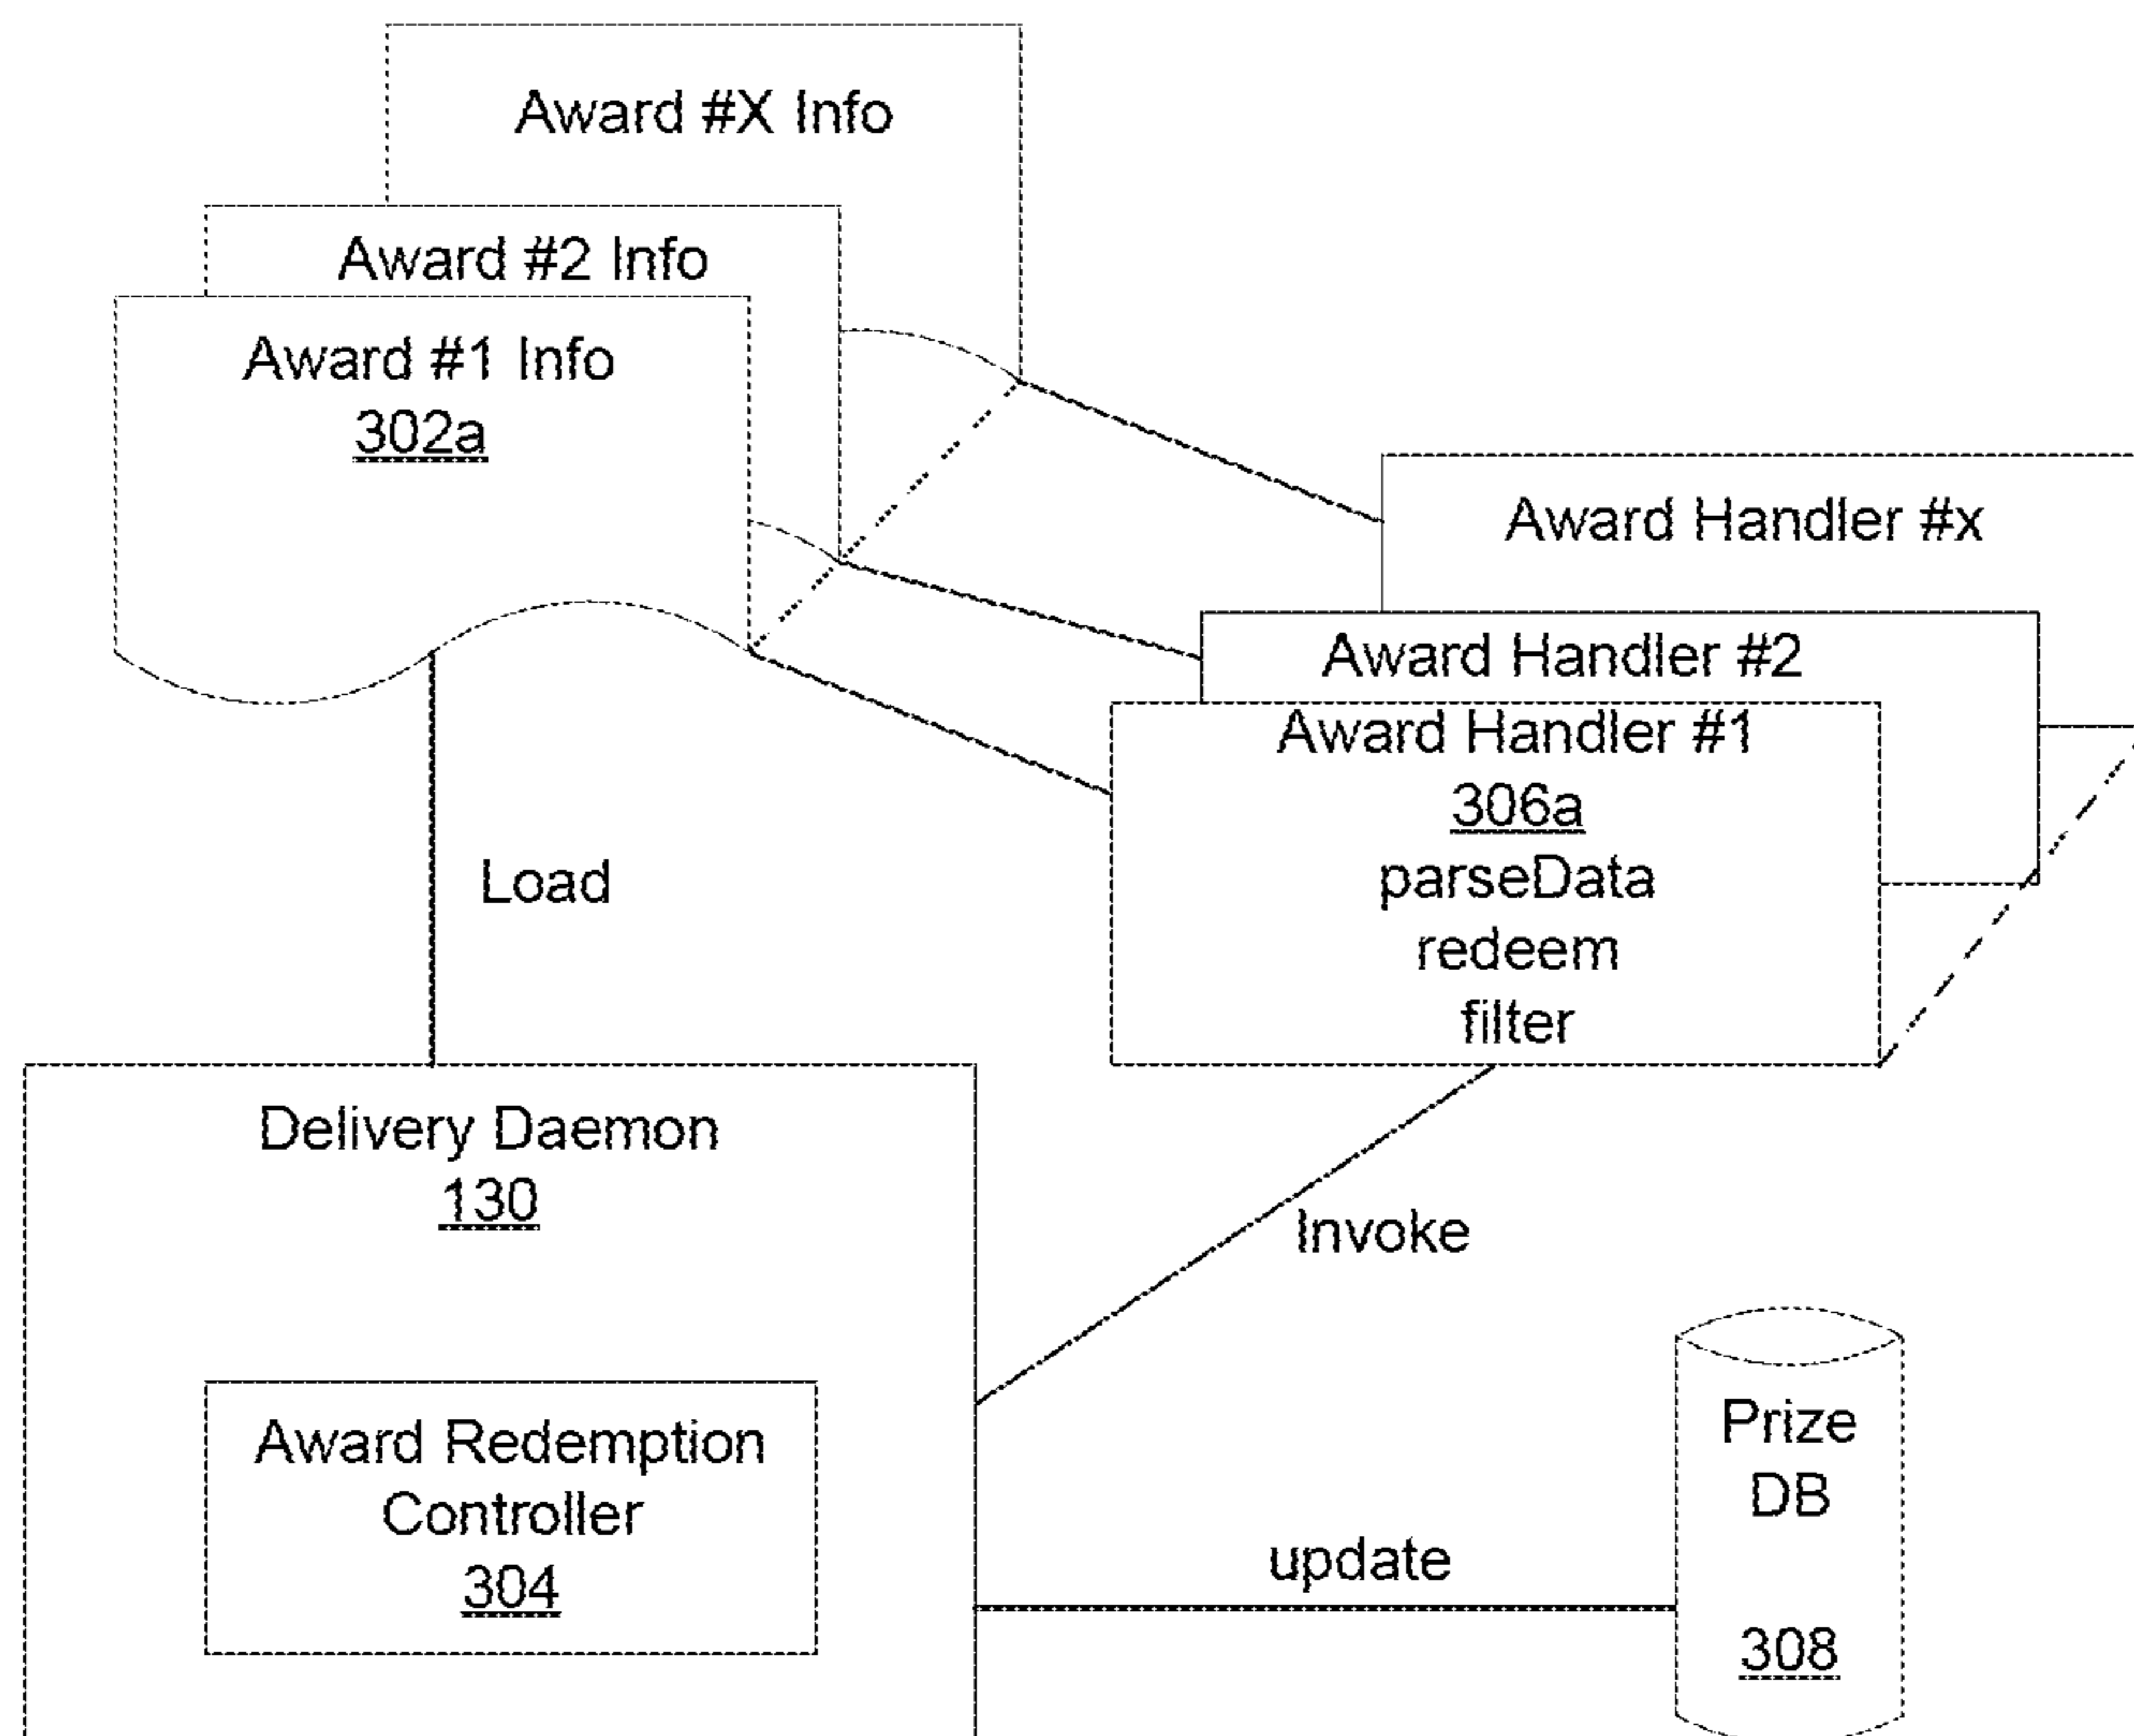 Award #X Info
Award #2 Info
Award #1 Info
302a
Award Handler #x
Award Handler #2
Award Handler #1
306a
parseData
redeem
filter
Load
Delivery Daemon
130
Invoke
Award Redemption
Controller
304
update
Prize
DB
308